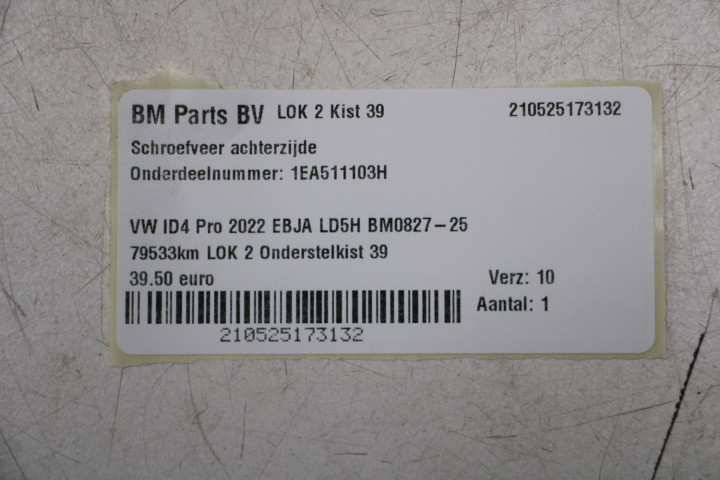 BM Parts BV LOK 2 Kist 39 210525173132
Schroefveer achterzijde
Onderdeelnummer: 1EA511103H
VW ID4 Pro 2022 EBJA LD5H BM0827-25
79533km LOK 2 Onderstelkist 39
39.50 euro Verz: 10
Aantal: 1
210525173132